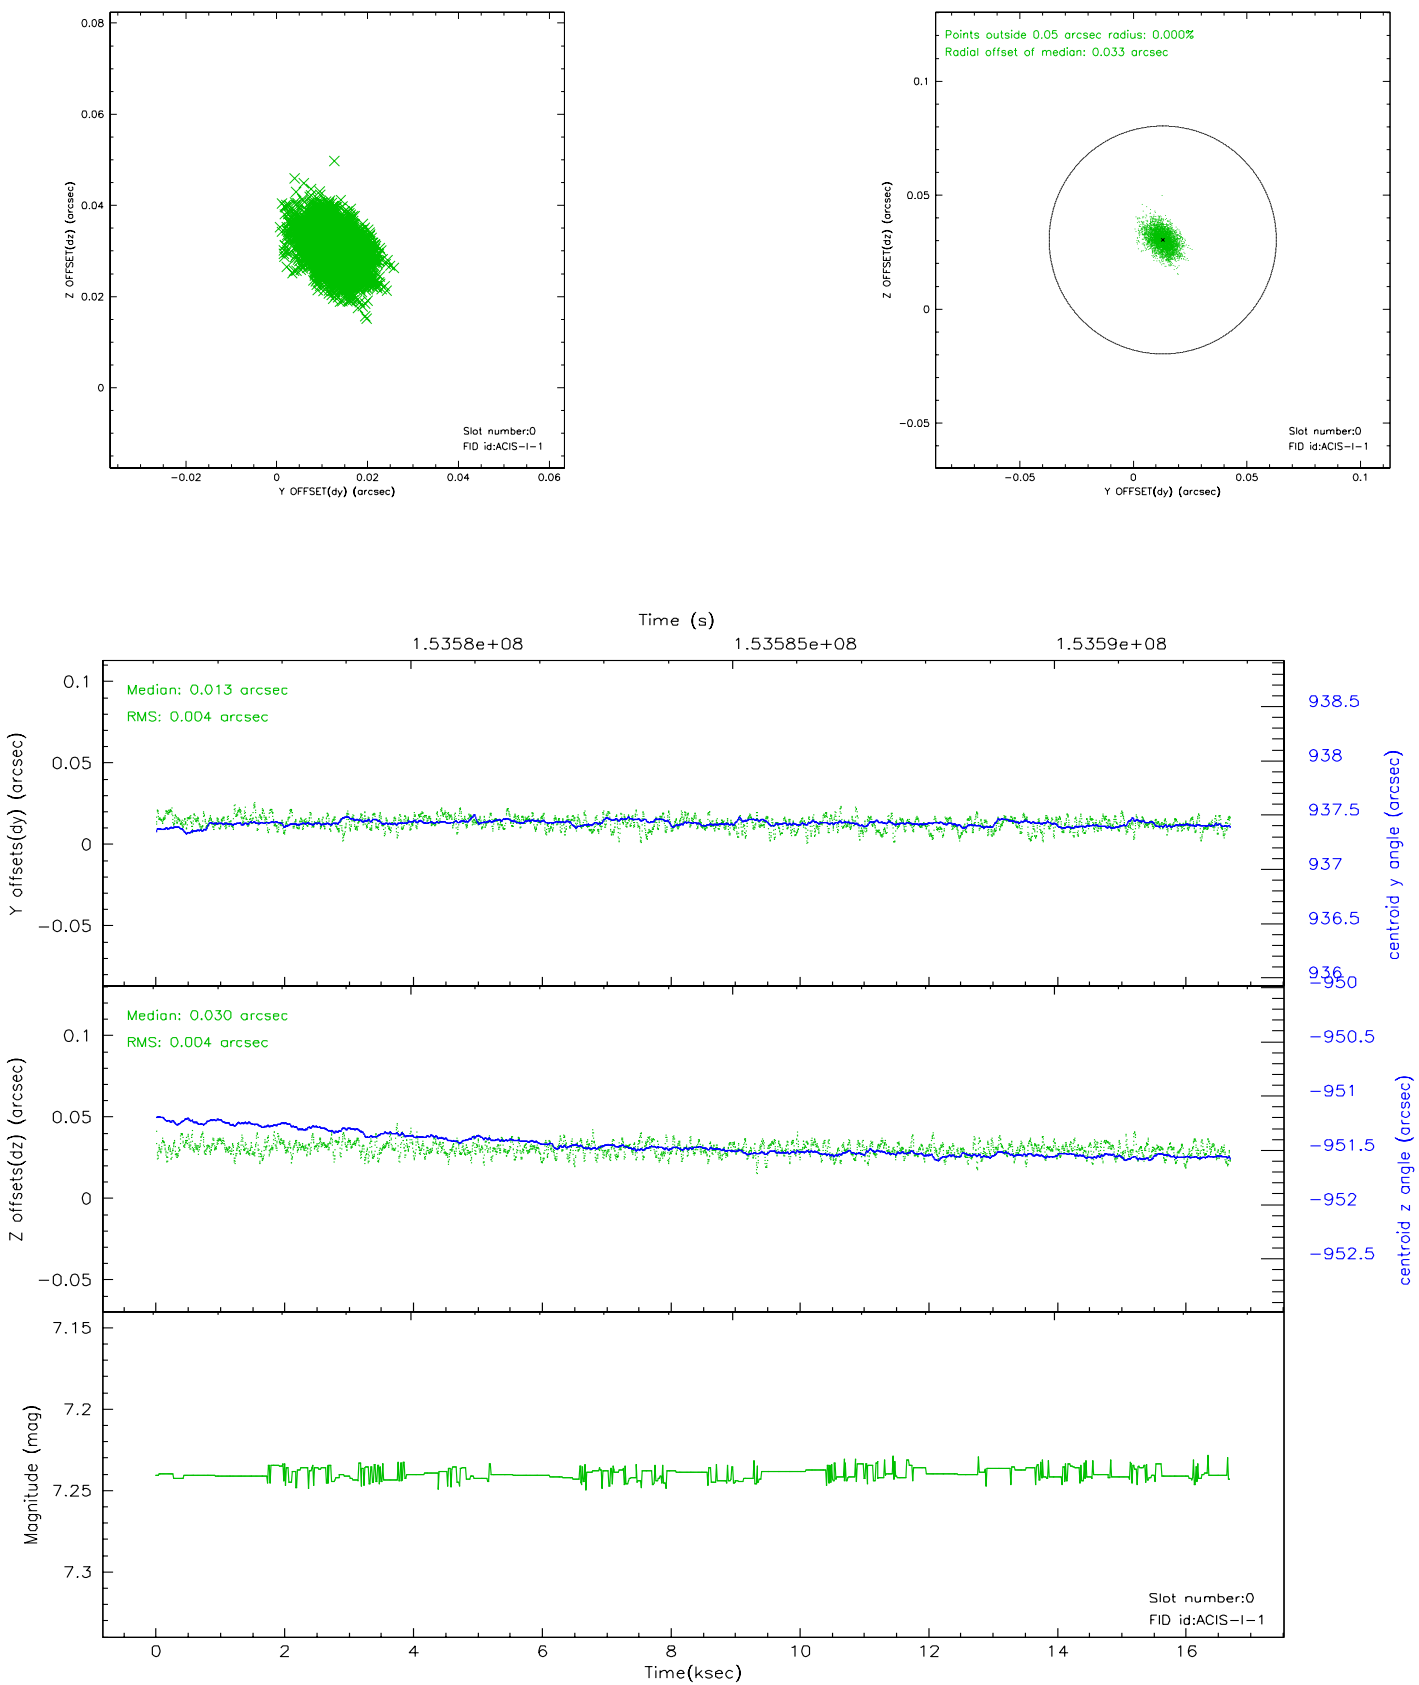 0.08
0.06
0.04
0.02
0
Z OFFSET(dz) (arcsec)
Slot number:0
FID id:ACIS-I-1
-0.02
0
0.02
0.04
0.06
Y OFFSET(dy) (arcsec)
Points outside 0.05 arcsec radius: 0.000%
Radial offset of median: 0.033 arcsec
0.1
0.05
0
-0.05
Z OFFSET(dz) (arcsec)
Slot number:0
FID id:ACIS-I-1
-0.05
0
0.05
0.1
Y OFFSET(dy) (arcsec)
Time (s)
1.5358e+08
1.53585e+08
1.5359e+08
Median: 0.013 arcsec
RMS: 0.004 arcsec
0.1
0.05
0
-0.05
Y offsets(dy) (arcsec)
938.5
938
937.5
937
936.5
936
centroid y angle (arcsec)
Median: 0.030 arcsec
RMS: 0.004 arcsec
0.1
0.05
0
-0.05
Z offsets(dz) (arcsec)
-950
-950.5
-951
-951.5
-952
-952.5
centroid z angle (arcsec)
7.15
7.2
7.25
7.3
Magnitude (mag)
Slot number:0
FID id:ACIS-I-1
0
2
4
6
8
10
12
14
16
Time(ksec)